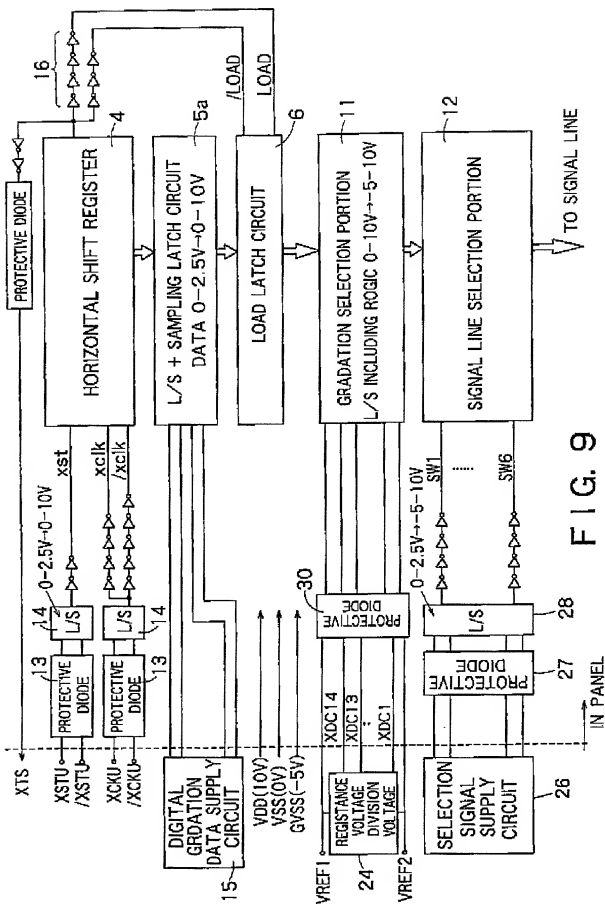 XTS
PROTECTIVE DIODE
16
XSTU
/XSTU
13
PROTECTIVE
DIODE
14
L/S
0-2.5V→0-10V
xst
XCKU
/XCKU
PROTECTIVE
DIODE
13
L/S
14
xclk
/xclk
HORIZONTAL SHIFT REGISTER
4
DIGITAL
GRDATION
DATA SUPPLY
CIRCUIT
15
L/S + SAMPLING LATCH CIRCUIT
DATA 0-2.5V→0-10V
5a
/LOAD
LOAD
LOAD LATCH CIRCUIT
6
VDD(10V)
VSS(0V)
GVSS(-5V)
VREF1
REGISTANCE
VOLTAGE
DIVISION
VOLTAGE
24
VREF2
XDC14
XDC13
XDC1
30
PROTECTIVE
DIODE
GRADATION SELECTION PORTION
L/S INCLUDING ROGIC 0-10V→-5-10V
11
SELECTION
SIGNAL
SUPPLY
CIRCUIT
26
PROTECTIVE
DIODE
27
L/S
28
0-2.5V→-5-10V
SW1
......
SW6
SIGNAL LINE SELECTION PORTION
12
IN PANEL
TO SIGNAL LINE
FIG. 9